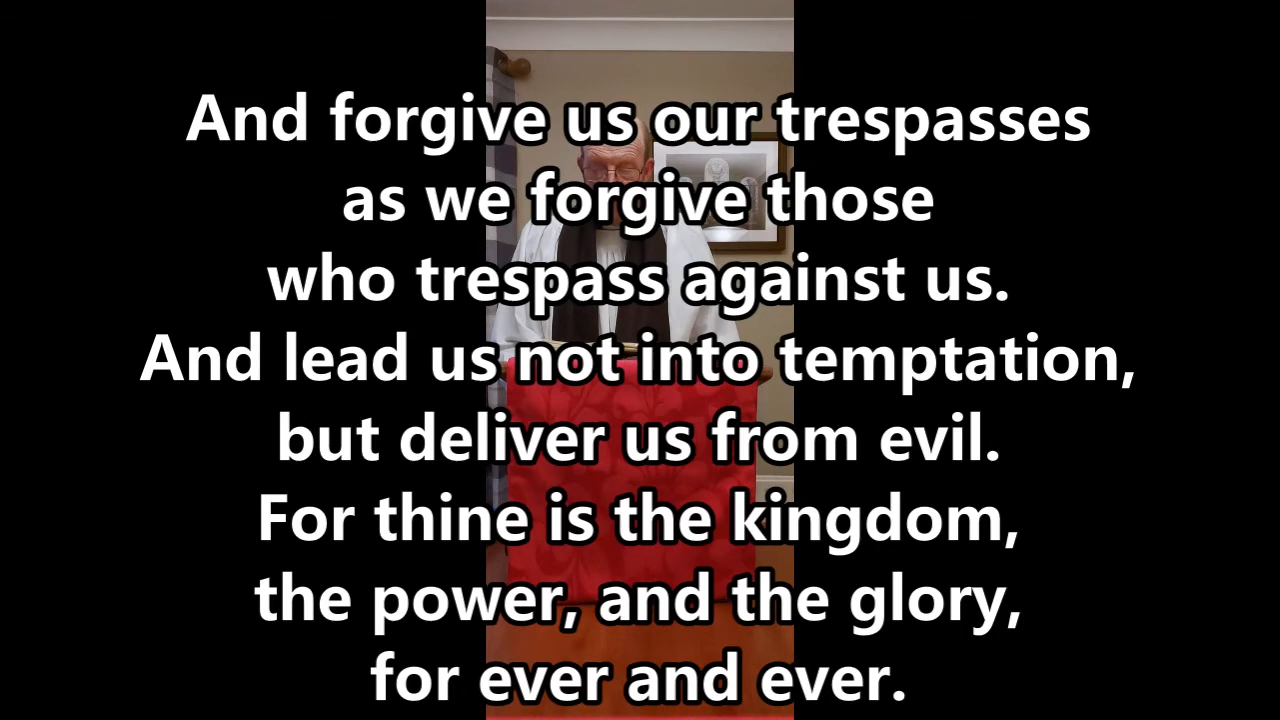 And forgive us our trespasses
as we forgive those
who trespass against us.
And lead us not into temptation,
but deliver us from evil.
For thine is the kingdom,
the power, and the glory,
for ever and ever.